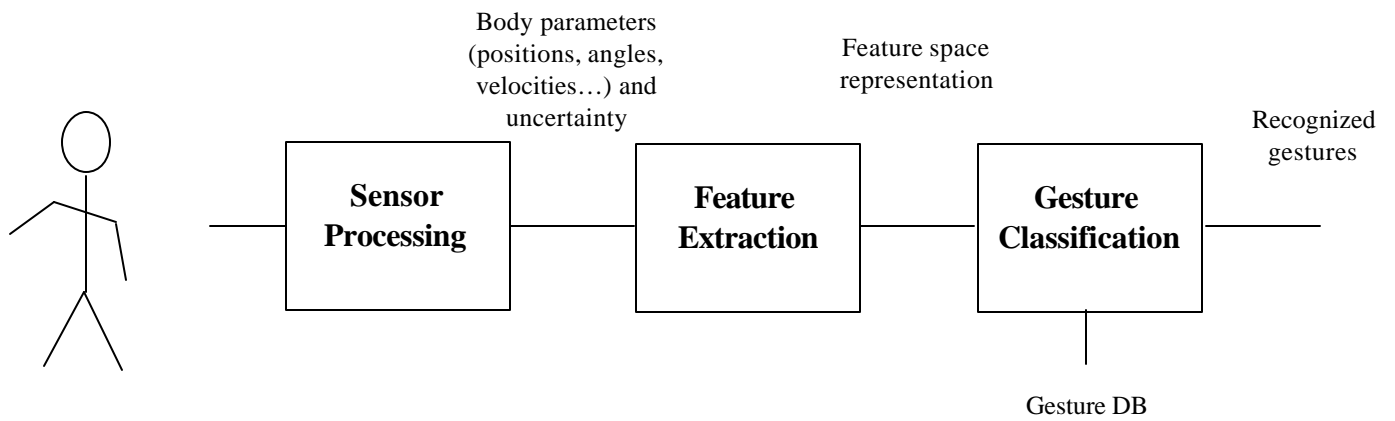 Body parameters
(positions, angles,
velocities…) and
uncertainty
Feature space
representation
Recognized
gestures
Sensor
Processing
Feature
Extraction
Gesture
Classification
Gesture DB